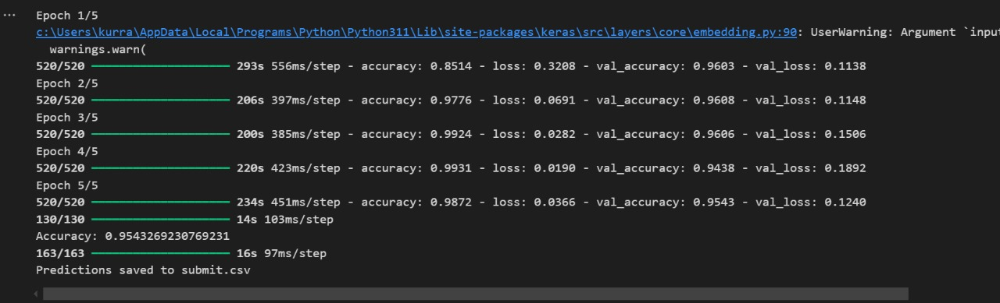 ...
Epoch 1/5
c:\Users\kurra\AppData\Local\Programs\Python\Python311\Lib\site-packages\keras\src\layers\core\embedding.py:90: UserWarning: Argument `input
warnings.warn(
520/520 ━━━━━━━━━━━━━━━━━━━━ 293s 556ms/step - accuracy: 0.8514 - loss: 0.3208 - val_accuracy: 0.9603 - val_loss: 0.1138
Epoch 2/5
520/520 ━━━━━━━━━━━━━━━━━━━━ 206s 397ms/step - accuracy: 0.9776 - loss: 0.0691 - val_accuracy: 0.9608 - val_loss: 0.1148
Epoch 3/5
520/520 ━━━━━━━━━━━━━━━━━━━━ 200s 385ms/step - accuracy: 0.9924 - loss: 0.0282 - val_accuracy: 0.9606 - val_loss: 0.1506
Epoch 4/5
520/520 ━━━━━━━━━━━━━━━━━━━━ 220s 423ms/step - accuracy: 0.9931 - loss: 0.0190 - val_accuracy: 0.9438 - val_loss: 0.1892
Epoch 5/5
520/520 ━━━━━━━━━━━━━━━━━━━━ 234s 451ms/step - accuracy: 0.9872 - loss: 0.0366 - val_accuracy: 0.9543 - val_loss: 0.1240
130/130 ━━━━━━━━━━━━━━━━━━━━ 14s 103ms/step
Accuracy: 0.9543269230769231
163/163 ━━━━━━━━━━━━━━━━━━━━ 16s 97ms/step
Predictions saved to submit.csv